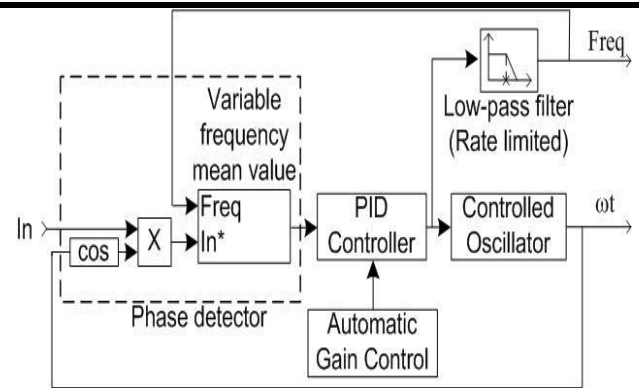 Freq
Variable
frequency
mean value
Low-pass filter
(Rate limited)
In
cos
X
Freq
In*
PID
Controller
Controlled
Oscillator
ωt
Phase detector
Automatic
Gain Control